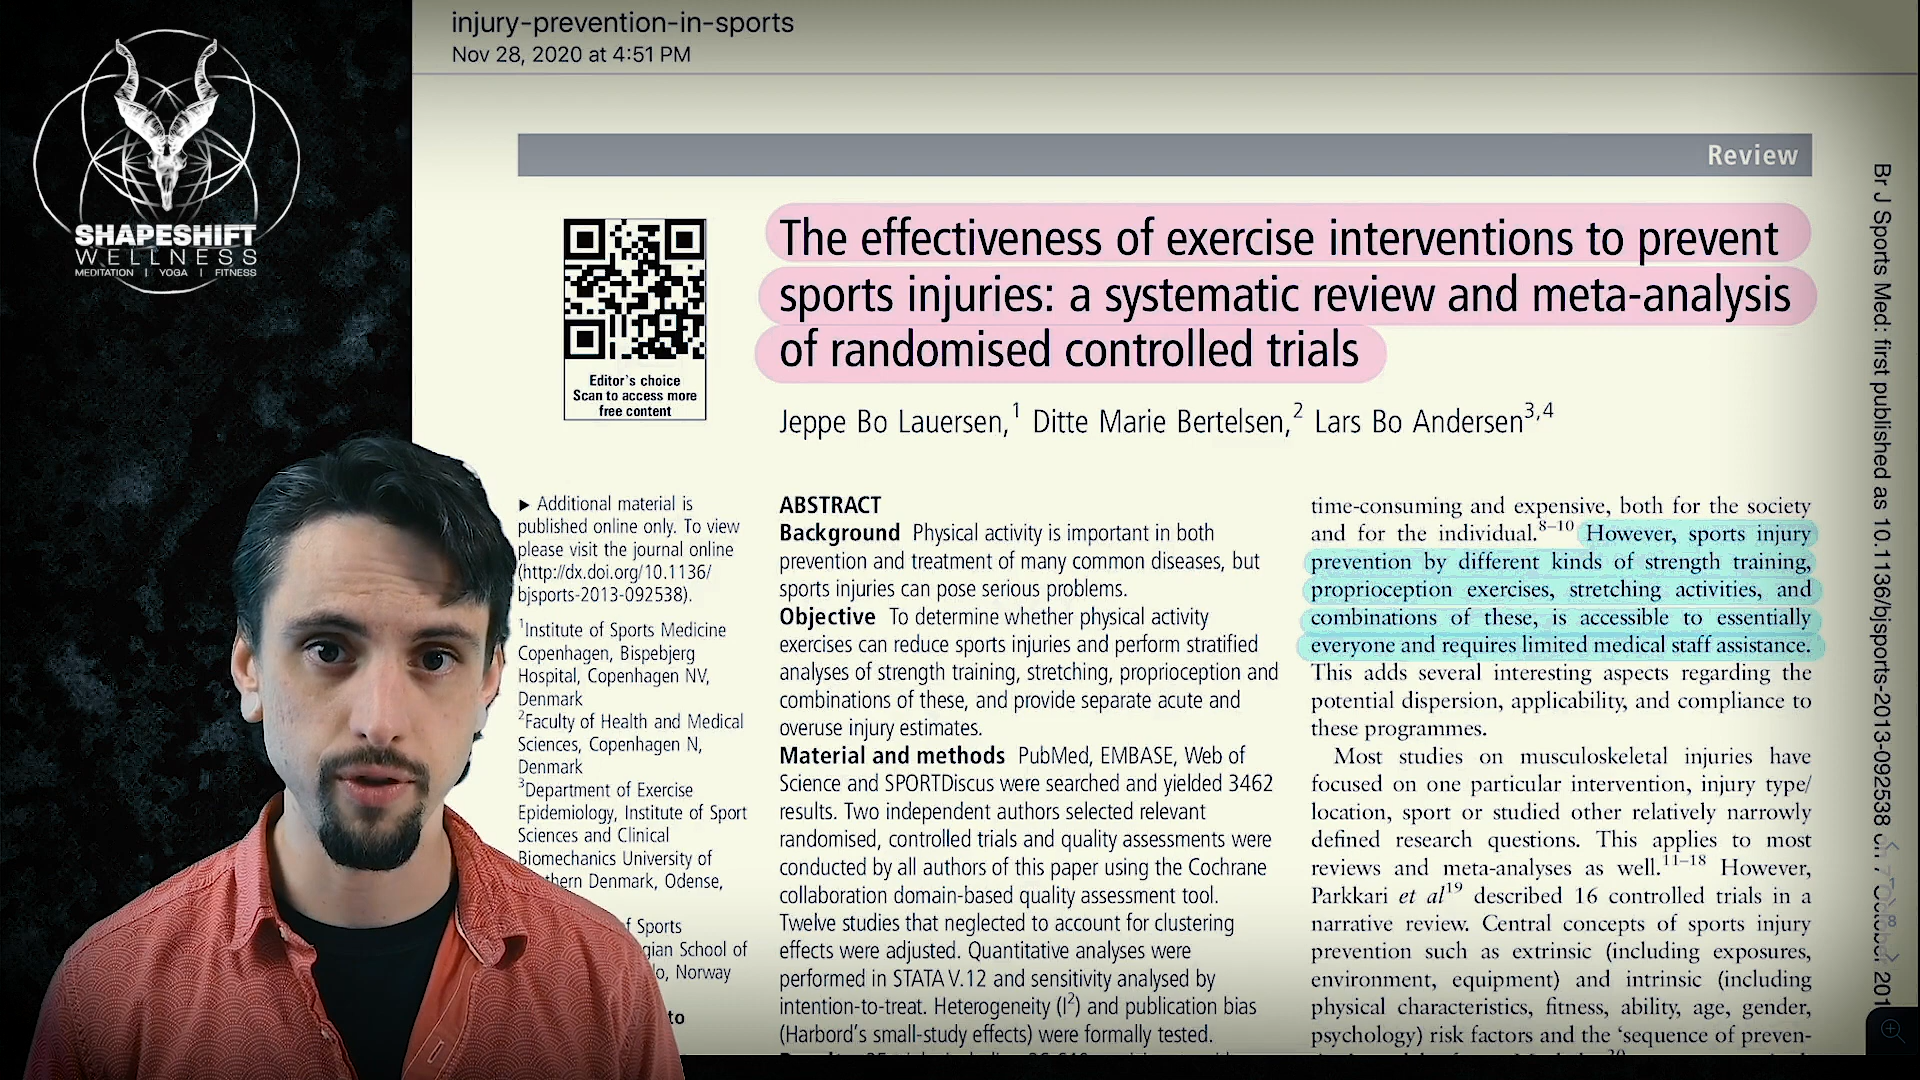 SHAPESHIFT
WELLNESS
MEDITATION | YOGA | FITNESS
injury-prevention-in-sports
Nov 28, 2020 at 4:51 PM
Review
Editor's choice
Scan to access more
free content
The effectiveness of exercise interventions to prevent
sports injuries: a systematic review and meta-analysis
of randomised controlled trials
Jeppe Bo Lauersen,1 Ditte Marie Bertelsen,2 Lars Bo Andersen3,4
► Additional material is
published online only. To view
please visit the journal online
(http://dx.doi.org/10.1136/
bjsports-2013-092538).
1Institute of Sports Medicine
Copenhagen, Bispebjerg
Hospital, Copenhagen NV,
Denmark
2Faculty of Health and Medical
Sciences, Copenhagen N,
Denmark
3Department of Exercise
Epidemiology, Institute of Sport
Sciences and Clinical
Biomechanics University of
thern Denmark, Odense,
f Sports
gian School of
lo, Norway
to
ABSTRACT
Background Physical activity is important in both
prevention and treatment of many common diseases, but
sports injuries can pose serious problems.
Objective To determine whether physical activity
exercises can reduce sports injuries and perform stratified
analyses of strength training, stretching, proprioception and
combinations of these, and provide separate acute and
overuse injury estimates.
Material and methods PubMed, EMBASE, Web of
Science and SPORTDiscus were searched and yielded 3462
results. Two independent authors selected relevant
randomised, controlled trials and quality assessments were
conducted by all authors of this paper using the Cochrane
collaboration domain-based quality assessment tool.
Twelve studies that neglected to account for clustering
effects were adjusted. Quantitative analyses were
performed in STATA V.12 and sensitivity analysed by
intention-to-treat. Heterogeneity (I2) and publication bias
(Harbord's small-study effects) were formally tested.
time-consuming and expensive, both for the society
and for the individual.8–10 However, sports injury
prevention by different kinds of strength training,
proprioception exercises, stretching activities, and
combinations of these, is accessible to essentially
everyone and requires limited medical staff assistance.
This adds several interesting aspects regarding the
potential dispersion, applicability, and compliance to
these programmes.
Most studies on musculoskeletal injuries have
focused on one particular intervention, injury type/
location, sport or studied other relatively narrowly
defined research questions. This applies to most
reviews and meta-analyses as well.11–18 However,
Parkkari et al19 described 16 controlled trials in a
narrative review. Central concepts of sports injury
prevention such as extrinsic (including exposures,
environment, equipment) and intrinsic (including
physical characteristics, fitness, ability, age, gender,
psychology) risk factors and the 'sequence of preven-
Br J Sports Med: first published as 10.1136/bjsports-2013-092538 on 7 October 201